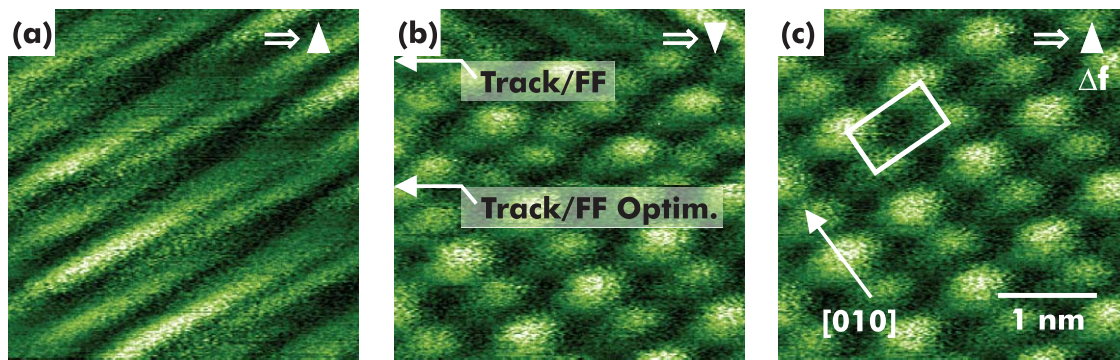 (a)
(b)
Track/FF
Track/FF Optim.
(c)
Δf
[010]
1 nm